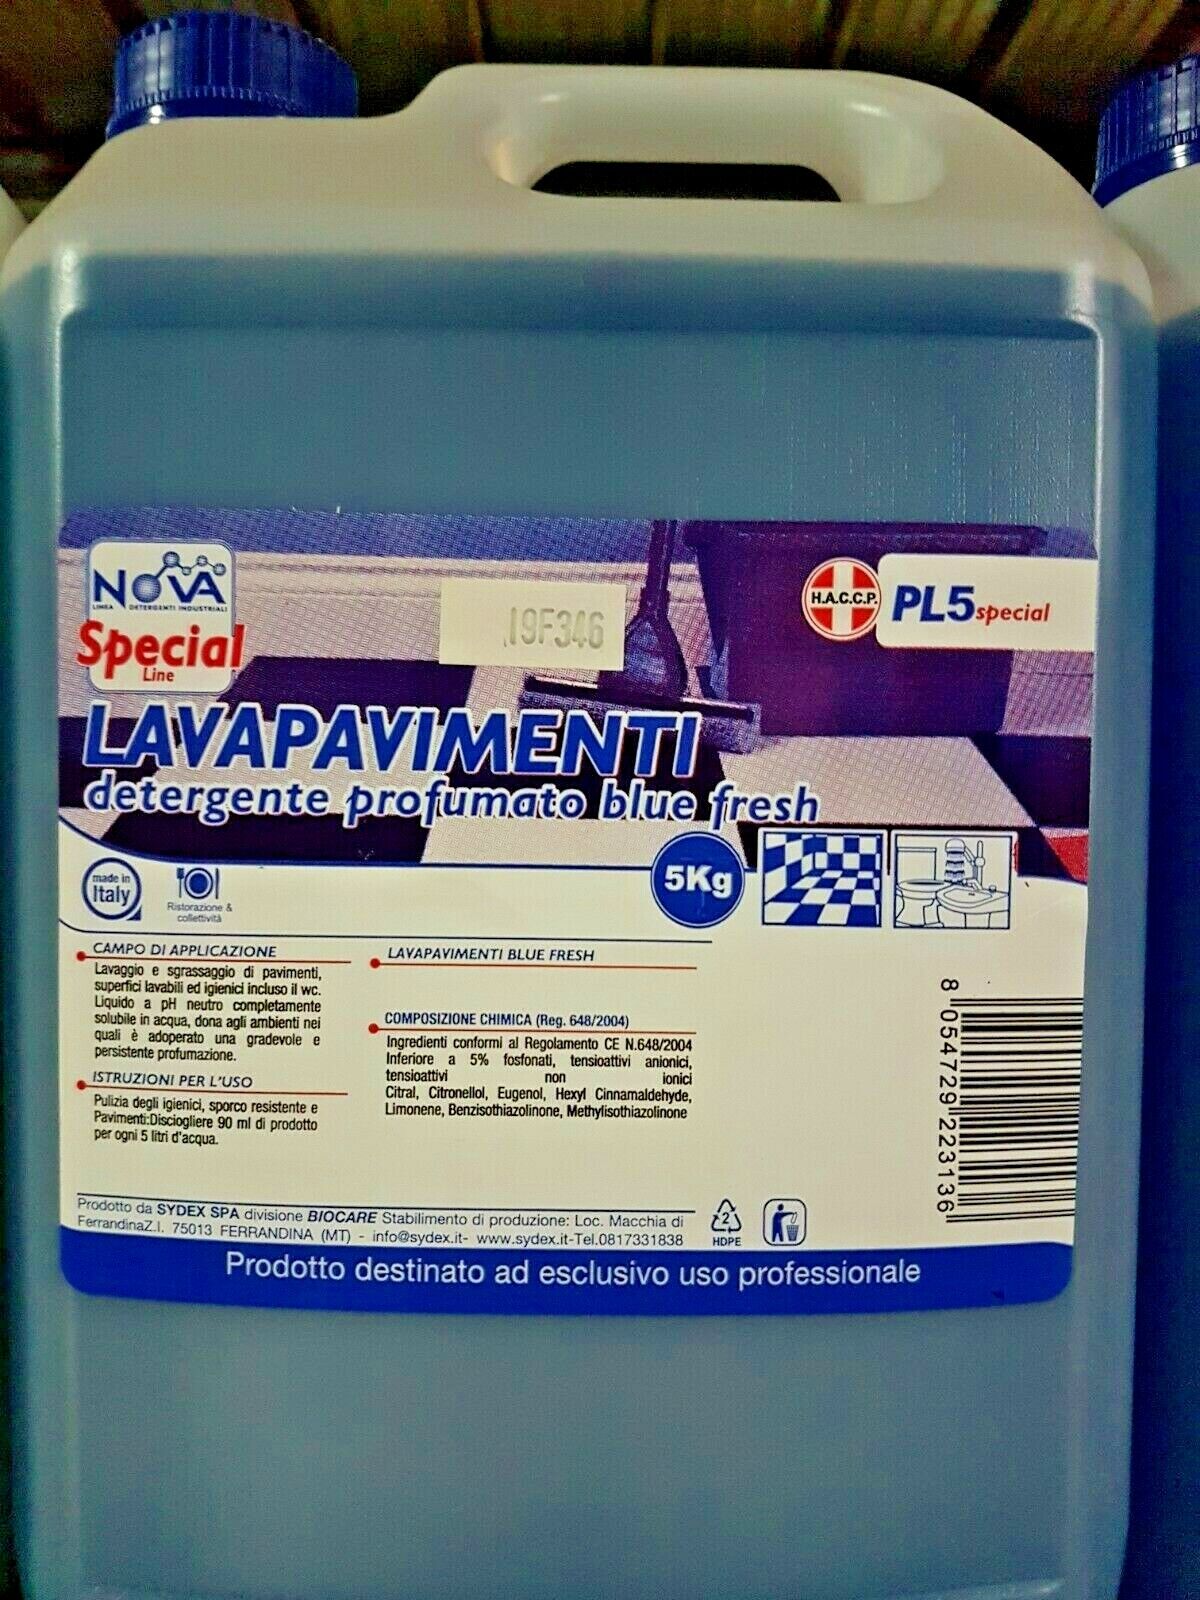 NOVA
LINEA DETERGENTI INDUSTRIALI
Special
Line
19F346
H.A.C.C.P.
PL5 special
LAVAPAVIMENTI
detergente profumato blue fresh
made in
Italy
Ristorazione &
collettività
5Kg
CAMPO DI APPLICAZIONE
Lavaggio e sgrassaggio di pavimenti,
superfici lavabili ed igienici incluso il wc.
Liquido a pH neutro completamente
solubile in acqua, dona agli ambienti nei
quali è adoperato una gradevole e
persistente profumazione.
ISTRUZIONI PER L'USO
Pulizia degli igienici, sporco resistente e
Pavimenti:Disciogliere 90 ml di prodotto
per ogni 5 litri d'acqua.
LAVAPAVIMENTI BLUE FRESH
COMPOSIZIONE CHIMICA (Reg. 648/2004)
Ingredienti conformi al Regolamento CE N.648/2004
Inferiore a 5% fosfonati, tensioattivi anionici,
tensioattivi non ionici
Citral, Citronellol, Eugenol, Hexyl Cinnamaldehyde,
Limonene, Benzisothiazolinone, Methylisothiazolinone
8 054729 223136
Prodotto da SYDEX SPA divisione BIOCARE Stabilimento di produzione: Loc. Macchia di
FerrandinaZ.I. 75013 FERRANDINA (MT) - info@sydex.it- www.sydex.it-Tel.0817331838
2
HDPE
Prodotto destinato ad esclusivo uso professionale